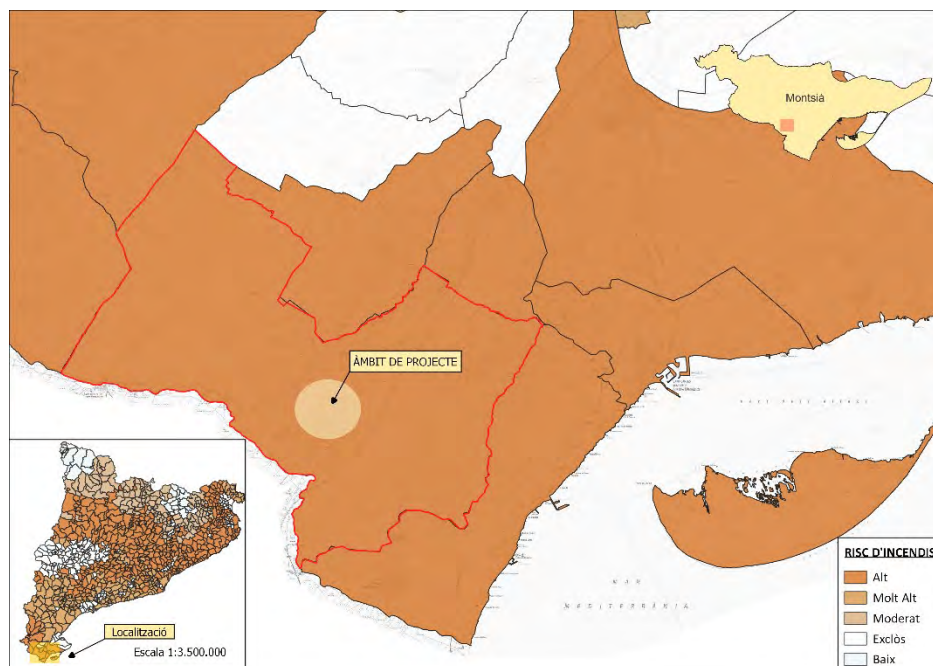 Montsià
ÀMBIT DE PROJECTE
MAR
MEDITERRÀNIA
Localització
Escala 1:3.500.000
RISC D'INCENDIS
Alt
Molt Alt
Moderat
Exclòs
Baix